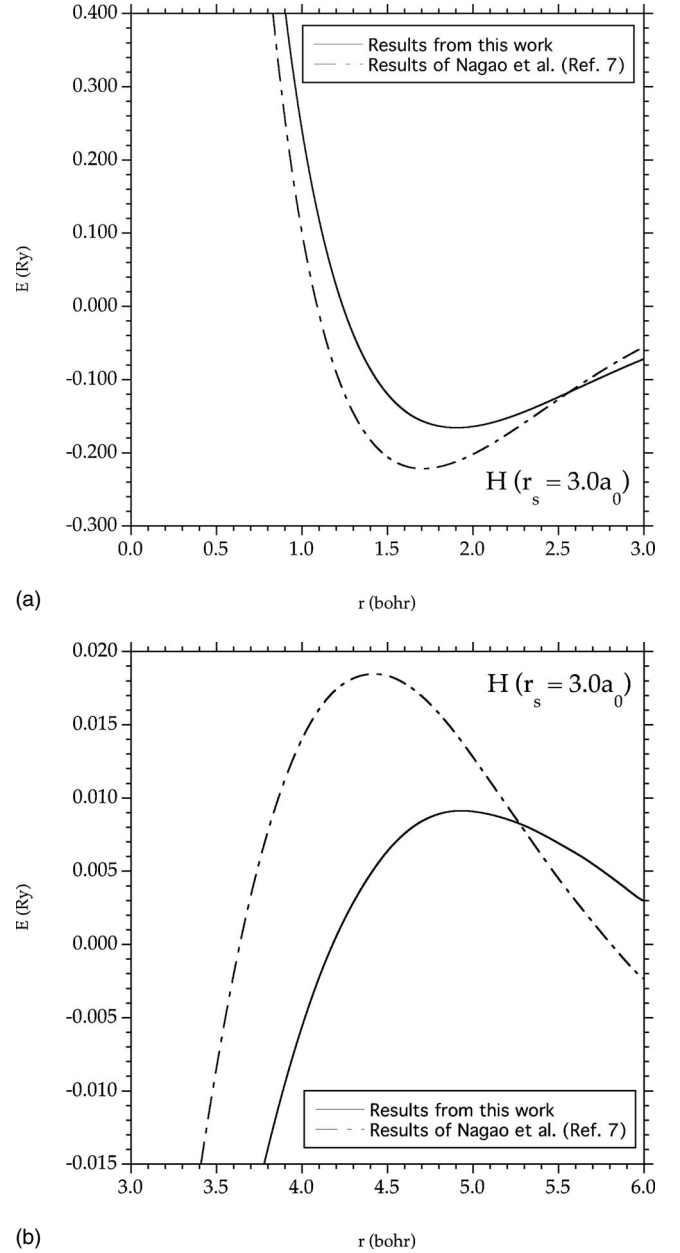 0.400
0.300
0.200
0.100
0.000
-0.100
-0.200
-0.300
E (Ry)
Results from this work
Results of Nagao et al. (Ref. 7)
H (r_s = 3.0a_0)
0.0 0.5 1.0 1.5 2.0 2.5 3.0
r (bohr)
(a)
0.020
0.015
0.010
0.005
0.000
-0.005
-0.010
-0.015
E (Ry)
H (r_s = 3.0a_0)
Results from this work
Results of Nagao et al. (Ref. 7)
3.0 3.5 4.0 4.5 5.0 5.5 6.0
r (bohr)
(b)